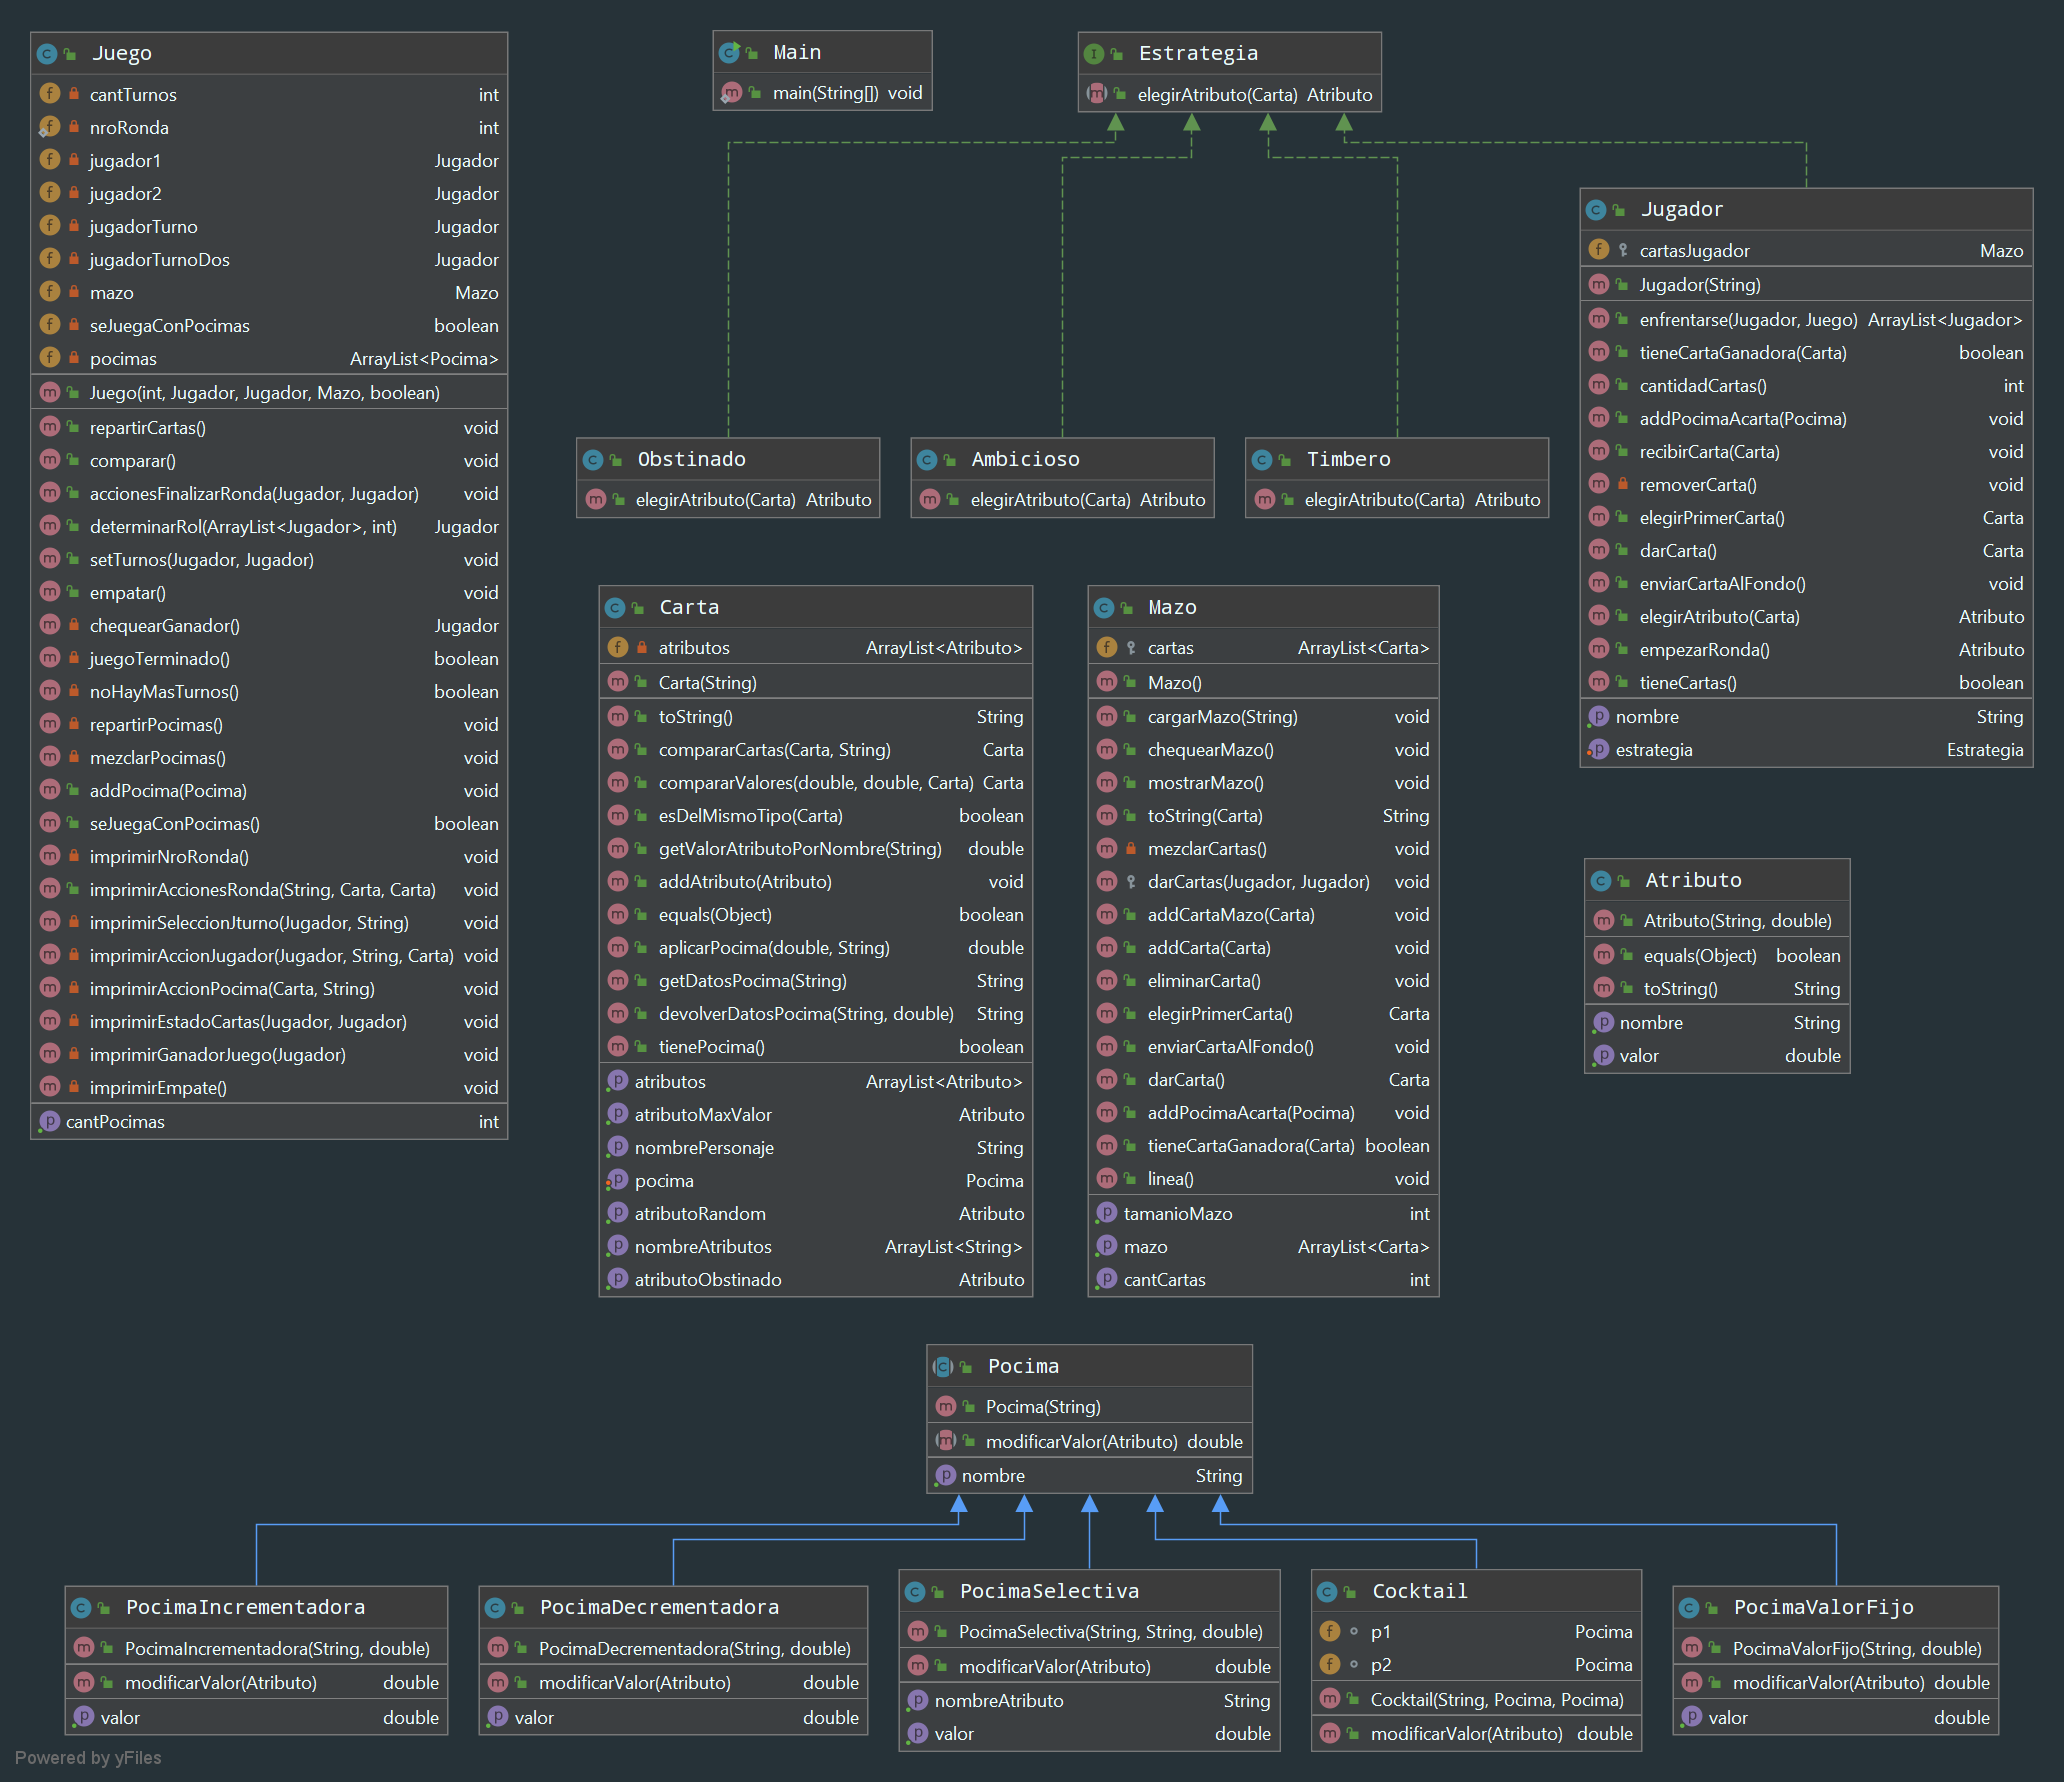 Juego
cantTurnos int
nroRonda int
jugador1 Jugador
jugador2 Jugador
jugadorTurno Jugador
jugadorTurnoDos Jugador
mazo Mazo
seJuegaConPocimas boolean
pocimas ArrayList<Pocima>
Juego(int, Jugador, Jugador, Mazo, boolean)
repartirCartas() void
comparar() void
accionesFinalizarRonda(Jugador, Jugador) void
determinarRol(ArrayList<Jugador>, int) Jugador
setTurnos(Jugador, Jugador) void
empatar() void
chequearGanador() Jugador
juegoTerminado() boolean
noHayMasTurnos() boolean
repartirPocimas() void
mezclarPocimas() void
addPocima(Pocima) void
seJuegaConPocimas() boolean
imprimirNroRonda() void
imprimirAccionesRonda(String, Carta, Carta) void
imprimirSeleccionJturno(Jugador, String) void
imprimirAccionJugador(Jugador, String, Carta) void
imprimirAccionPocima(Carta, String) void
imprimirEstadoCartas(Jugador, Jugador) void
imprimirGanadorJuego(Jugador) void
imprimirEmpate() void
cantPocimas int
Main
main(String[]) void
Estrategia
elegirAtributo(Carta) Atributo
Jugador
cartasJugador Mazo
Jugador(String)
enfrentarse(Jugador, Juego) ArrayList<Jugador>
tieneCartaGanadora(Carta) boolean
cantidadCartas() int
addPocimaAcarta(Pocima) void
recibirCarta(Carta) void
removerCarta() void
elegirPrimerCarta() Carta
darCarta() Carta
enviarCartaAlFondo() void
elegirAtributo(Carta) Atributo
empezarRonda() Atributo
tieneCartas() boolean
nombre String
estrategia Estrategia
Obstinado
elegirAtributo(Carta) Atributo
Ambicioso
elegirAtributo(Carta) Atributo
Timbero
elegirAtributo(Carta) Atributo
Carta
atributos ArrayList<Atributo>
Carta(String)
toString() String
compararCartas(Carta, String) Carta
compararValores(double, double, Carta) Carta
esDelMismoTipo(Carta) boolean
getValorAtributoPorNombre(String) double
addAtributo(Atributo) void
equals(Object) boolean
aplicarPocima(double, String) double
getDatosPocima(String) String
devolverDatosPocima(String, double) String
tienePocima() boolean
atributos ArrayList<Atributo>
atributoMaxValor Atributo
nombrePersonaje String
pocima Pocima
atributoRandom Atributo
nombreAtributos ArrayList<String>
atributoObstinado Atributo
Mazo
cartas ArrayList<Carta>
Mazo()
cargarMazo(String) void
chequearMazo() void
mostrarMazo() void
toString(Carta) String
mezclarCartas() void
darCartas(Jugador, Jugador) void
addCartaMazo(Carta) void
addCarta(Carta) void
eliminarCarta() void
elegirPrimerCarta() Carta
enviarCartaAlFondo() void
darCarta() Carta
addPocimaAcarta(Pocima) void
tieneCartaGanadora(Carta) boolean
linea() void
tamanioMazo int
mazo ArrayList<Carta>
cantCartas int
Atributo
Atributo(String, double)
equals(Object) boolean
toString() String
nombre String
valor double
Pocima
Pocima(String)
modificarValor(Atributo) double
nombre String
PocimaIncrementadora
PocimaIncrementadora(String, double)
modificarValor(Atributo) double
valor double
PocimaDecrementadora
PocimaDecrementadora(String, double)
modificarValor(Atributo) double
valor double
PocimaSelectiva
PocimaSelectiva(String, String, double)
modificarValor(Atributo) double
nombreAtributo String
valor double
Cocktail
p1 Pocima
p2 Pocima
Cocktail(String, Pocima, Pocima)
modificarValor(Atributo) double
PocimaValorFijo
PocimaValorFijo(String, double)
modificarValor(Atributo) double
valor double
Powered by yFiles